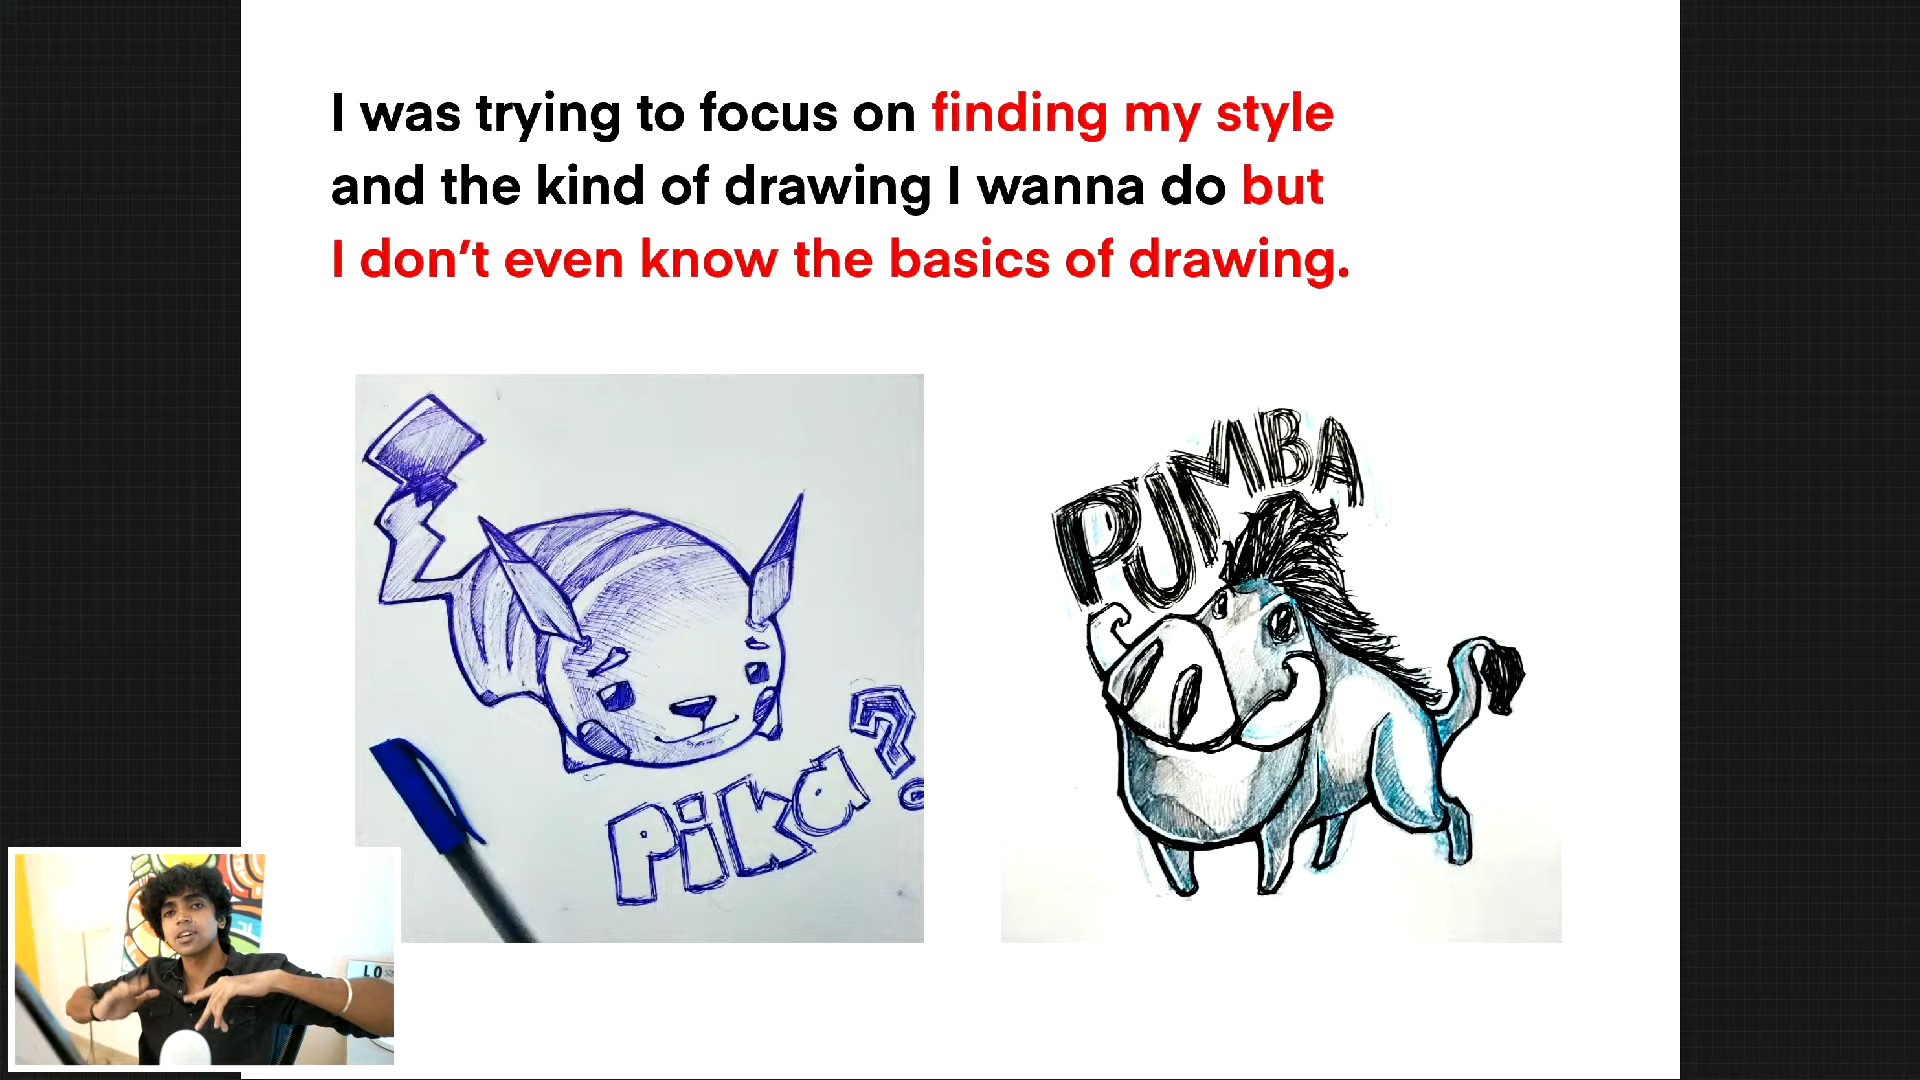 I was trying to focus on finding my style
and the kind of drawing I wanna do but
I don’t even know the basics of drawing.
PUMBA
Pika?
LO